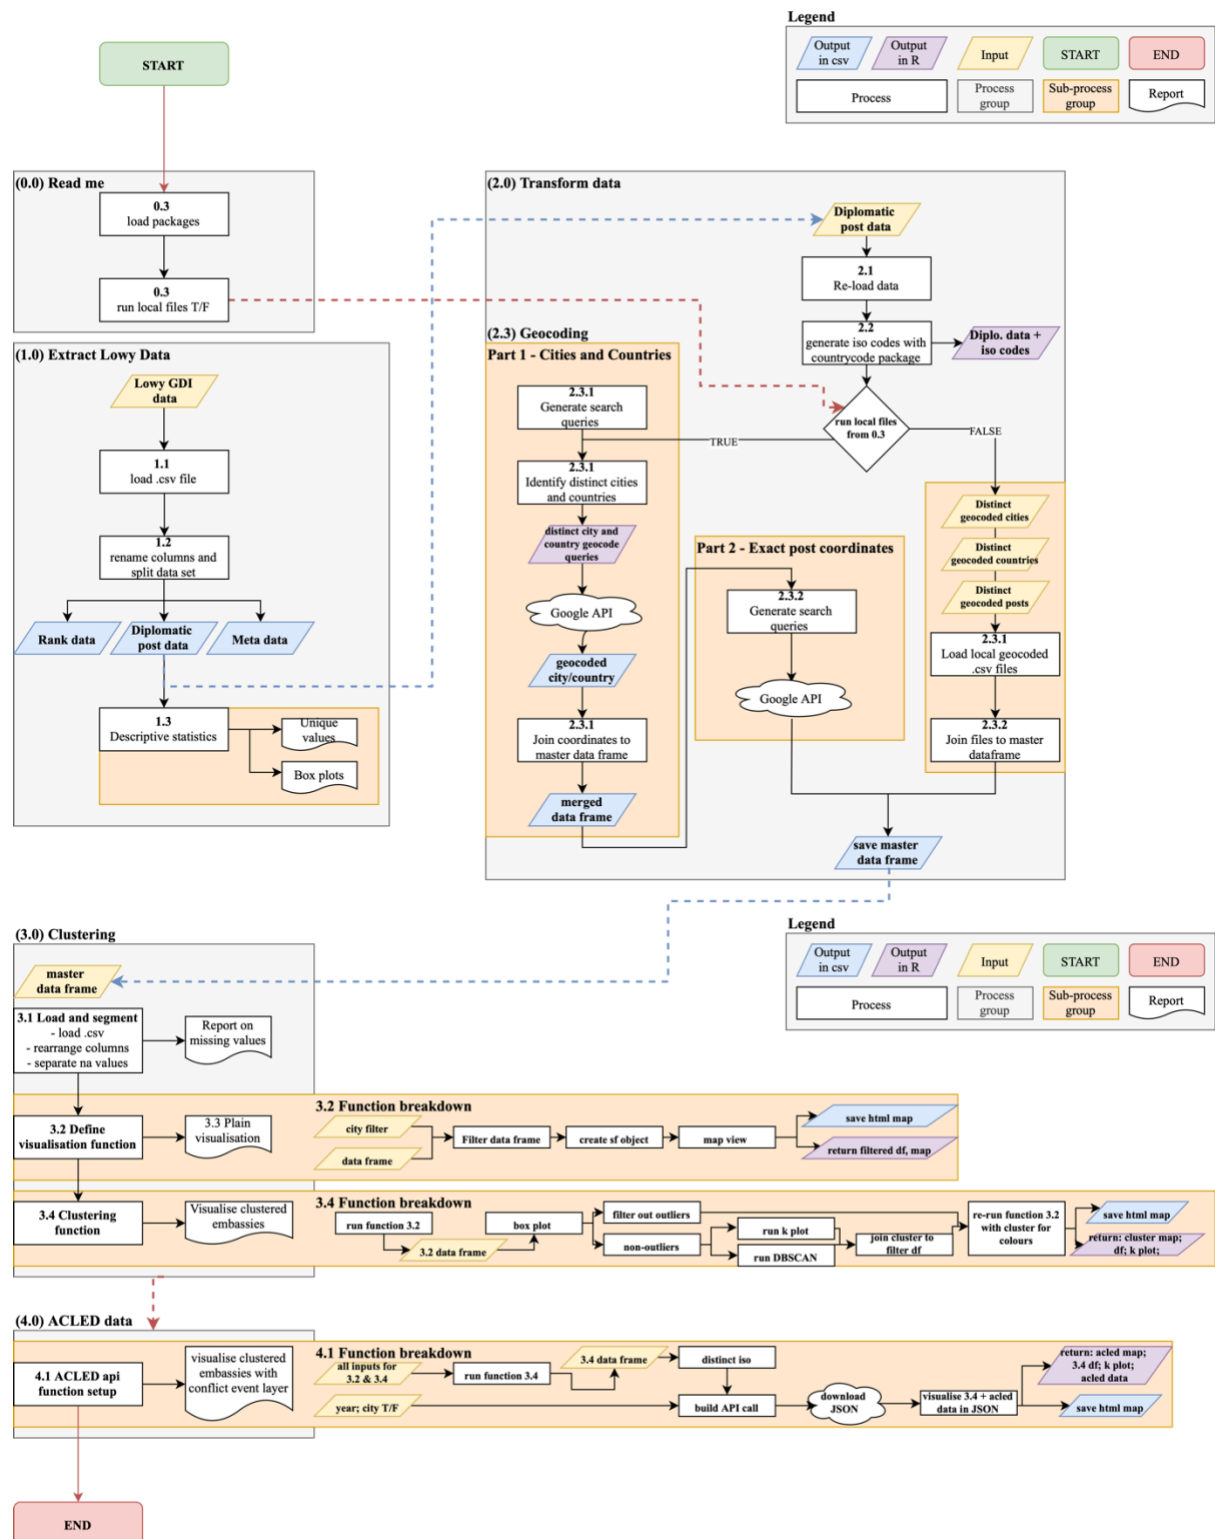 Legend
Output
in csv
Output
in R
Input
START
END
Process
Process
group
Sub-process
group
Report
START
(0.0) Read me
0.3
load packages
0.3
run local files T/F
(1.0) Extract Lowy Data
Lowy GDI
data
1.1
load .csv file
1.2
rename columns and
split data set
Rank data
Diplomatic
post data
Meta data
1.3
Descriptive statistics
Unique
values
Box plots
(2.0) Transform data
Diplomatic
post data
2.1
Re-load data
2.2
generate iso codes with
countrycode package
Diplo. data +
iso codes
run local files
from 0.3
TRUE
FALSE
(2.3) Geocoding
Part 1 - Cities and Countries
2.3.1
Generate search
queries
2.3.1
Identify distinct cities
and countries
distinct city and
country geocode
queries
Google API
geocoded
city/country
2.3.1
Join coordinates to
master data frame
merged
data frame
Part 2 - Exact post coordinates
2.3.2
Generate search
queries
Google API
Distinct
geocoded cities
Distinct
geocoded countries
Distinct
geocoded posts
2.3.1
Load local geocoded
.csv files
2.3.2
Join files to master
dataframe
save master
data frame
Legend
Output
in csv
Output
in R
Input
START
END
Process
Process
group
Sub-process
group
Report
(3.0) Clustering
master
data frame
3.1 Load and segment
- load .csv
- rearrange columns
- separate na values
Report on
missing values
3.2 Define
visualisation function
3.3 Plain
visualisation
3.2 Function breakdown
city filter
data frame
Filter data frame
create sf object
map view
save html map
return filtered df, map
3.4 Clustering
function
Visualise clustered
embassies
3.4 Function breakdown
run function 3.2
3.2 data frame
box plot
filter out outliers
non-outliers
run k plot
run DBSCAN
join cluster to
filter df
re-run function 3.2
with cluster for
colours
save html map
return: cluster map;
df; k plot;
(4.0) ACLED data
4.1 ACLED api
function setup
visualise clustered
embassies with
conflict event layer
4.1 Function breakdown
all inputs for
3.2 & 3.4
run function 3.4
3.4 data frame
distinct iso
year; city T/F
build API call
download
JSON
visualise 3.4 + acled
data in JSON
return: acled map;
3.4 df; k plot;
acled data
save html map
END